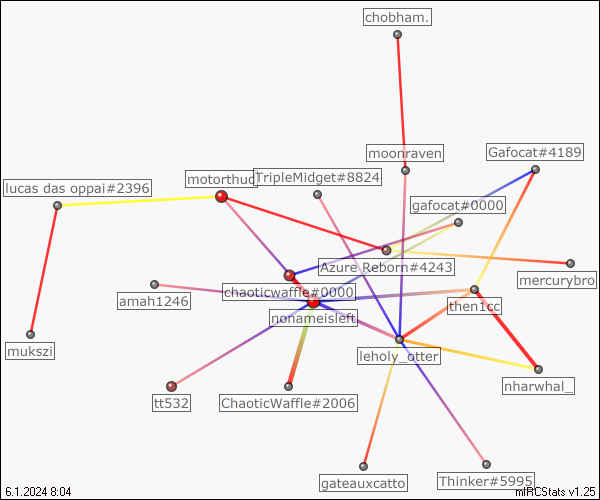 chobham.
moonraven
Gafocat#4189
lucas das oppai#2396
motorthud
TripleMidget#8824
gafocat#0000
Azure Reborn#4243
mercurybro
amah1246
chaoticwaffle#0000
then1cc
nonameisleft
mukszi
leholy_otter
nharwhal_
tt532
ChaoticWaffle#2006
gateauxcatto
Thinker#5995
6.1.2024 8:04
mIRCStats v1.25